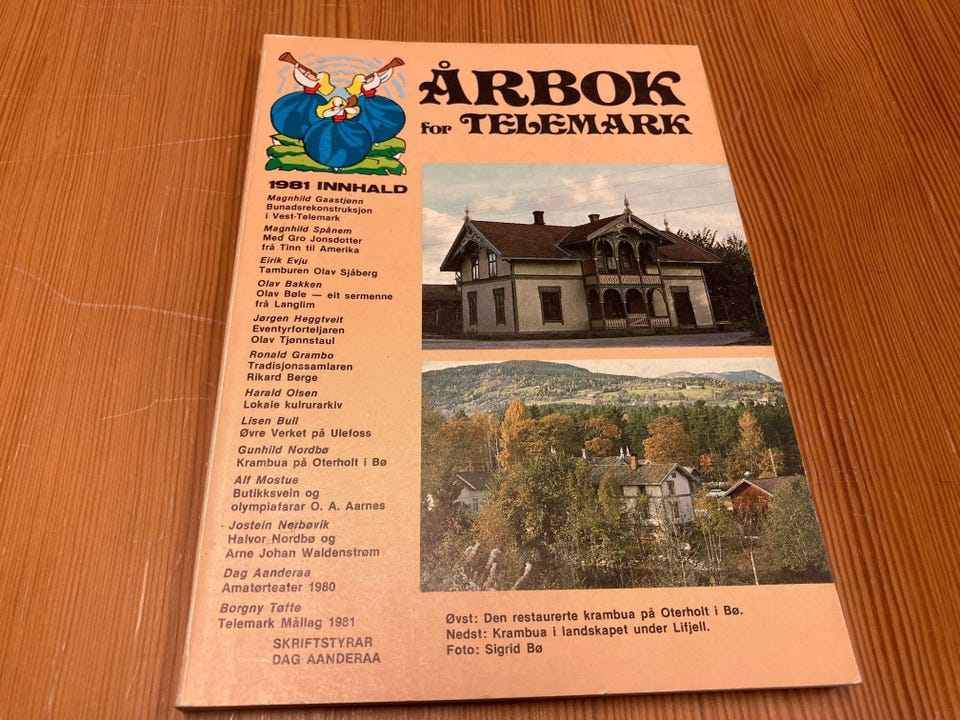 ÅRBOK
for TELEMARK
1981 INNHALD
Magnhild Gaastjønn
Bunadsrekonstruksjon
i Vest-Telemark
Magnhild Spånem
Med Gro Jonsdotter
frå Tinn til Amerika
Eirik Evju
Tamburen Olav Sjåberg
Olav Bakken
Olav Bøle — eit sermenne
frå Langlim
Jørgen Heggtveit
Eventyrforteljaren
Olav Tjønnstaul
Ronald Grambo
Tradisjonssamlaren
Rikard Berge
Harald Olsen
Lokale kulrurarkiv
Lisen Bull
Øvre Verket på Ulefoss
Gunhild Nordbø
Krambua på Oterholt i Bø
Alf Mostue
Butikksvein og
olympiafarar O. A. Aarnes
Jostein Nerbøvik
Halvor Nordbø og
Arne Johan Waldenstrøm
Dag Aanderaa
Amatørteater 1980
Borgny Tøfte
Telemark Mållag 1981
SKRIFTSTYRAR
DAG AANDERAA
Øvst: Den restaurerte krambua på Oterholt i Bø.
Nedst: Krambua i landskapet under Lifjell.
Foto: Sigrid Bø